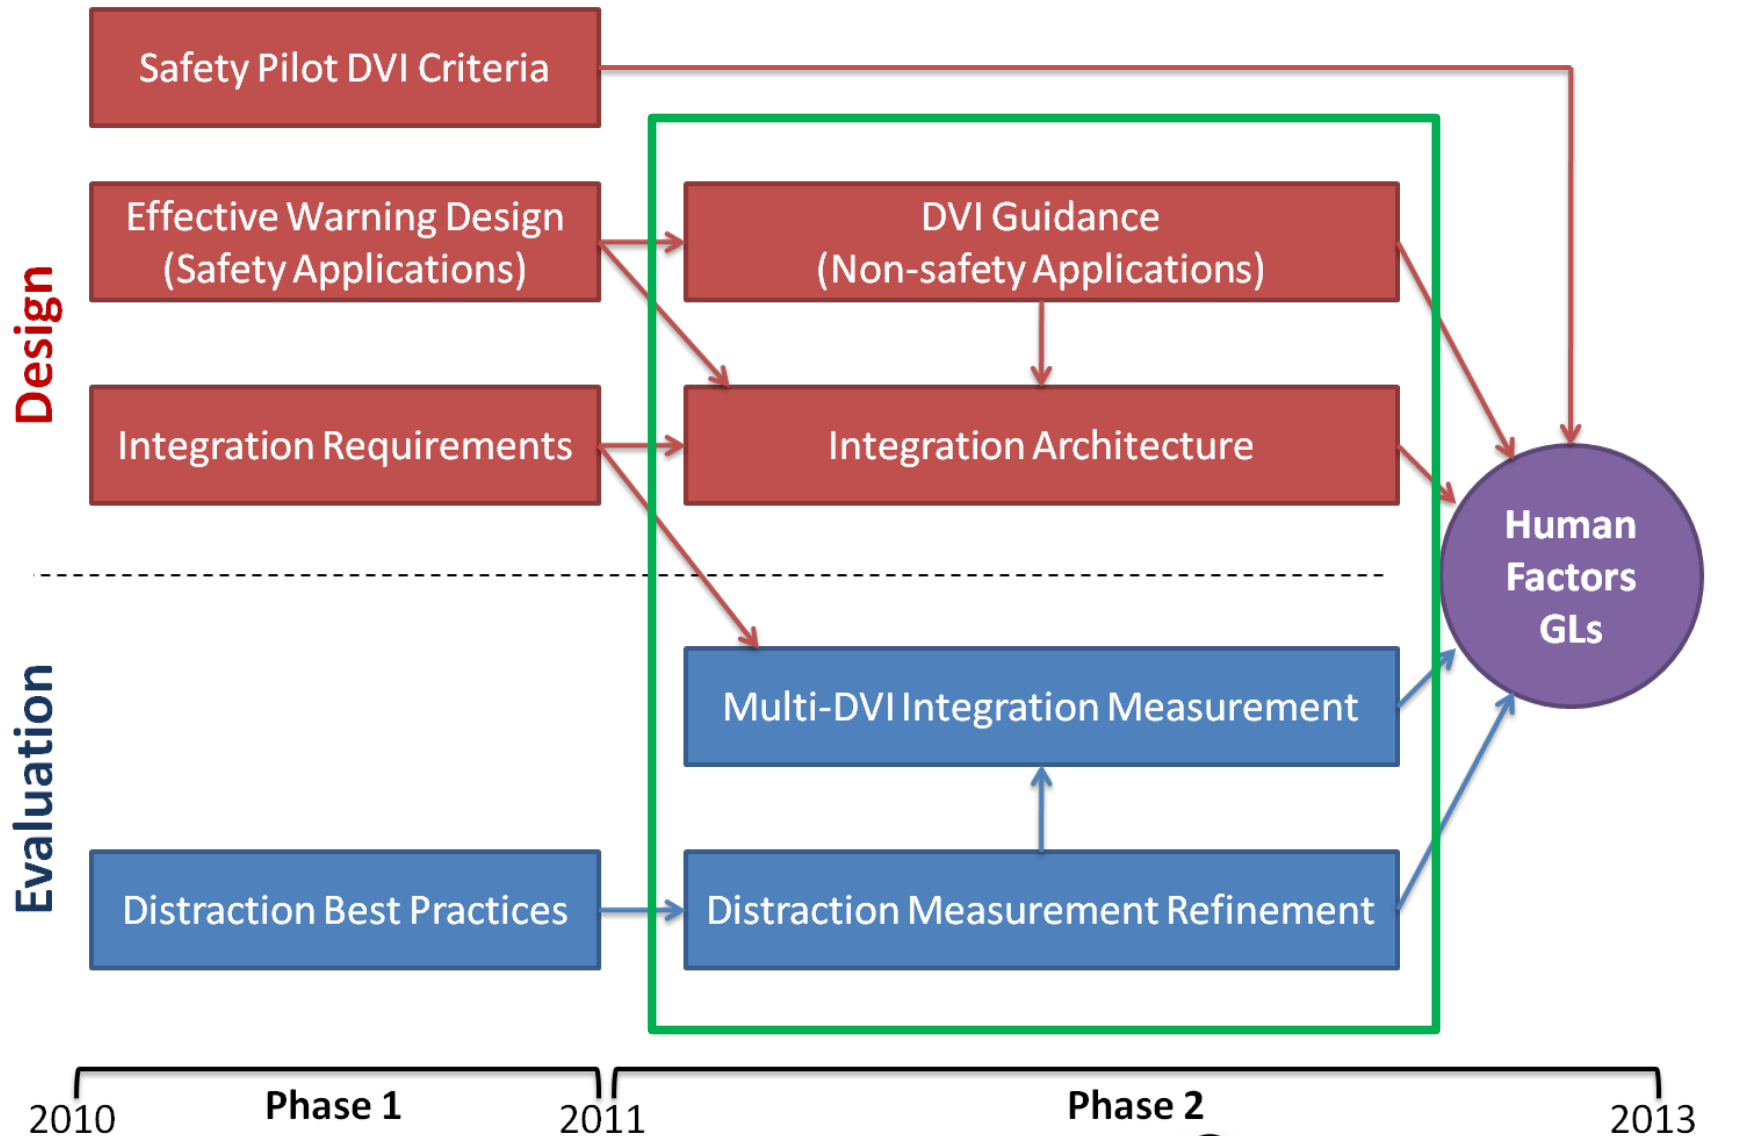 Safety Pilot DVI Criteria
Effective Warning Design
(Safety Applications)
DVI Guidance
(Non-safety Applications)
Design
Integration Requirements
Integration Architecture
Human
Factors
GLs
Multi-DVI Integration Measurement
Evaluation
Distraction Best Practices
Distraction Measurement Refinement
Phase 1
Phase 2
2010
2011
2013